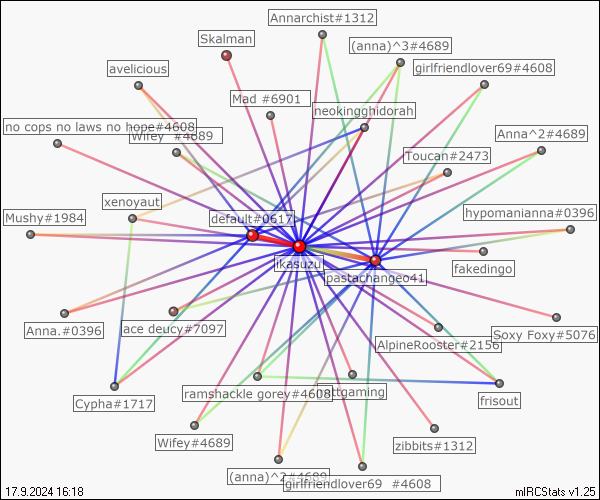 Annarchist#1312
Skalman
(anna)^3#4689
avelicious
girlfriendlover69#4608
Mad #6901
neokingghidorah
no cops no laws no hope#4608
Wifey #4689
Anna^2#4689
Toucan#2473
xenoyaut
Mushy#1984
default#0617
hypomanianna#0396
ikasuzu
fakedingo
pastachangeo41
Anna.#0396
ace deucy#7097
Soxy Foxy#5076
AlpineRooster#2156
ramshackle gorey#4608
Cypha#1717
frisout
Wifey#4689
zibbits#1312
(anna)^2#4689
girlfriendlover69 #4608
17.9.2024 16:18
mIRCStats v1.25